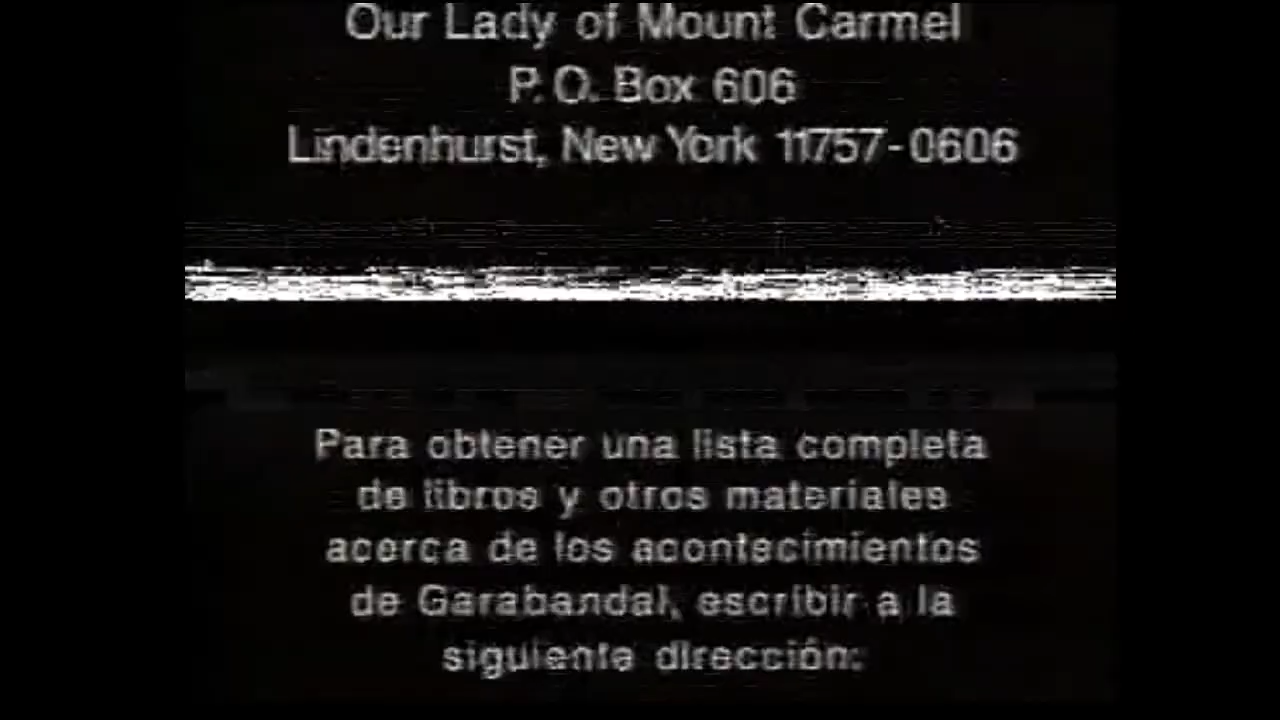 Our Lady of Mount Carmel
P.O. Box 606
Lindenhurst, New York 11757-0606
Para obtener una lista completa
de libros y otros materiales
acerca de los acontecimientos
de Garabandal, escribir a la
siguiente dirección: